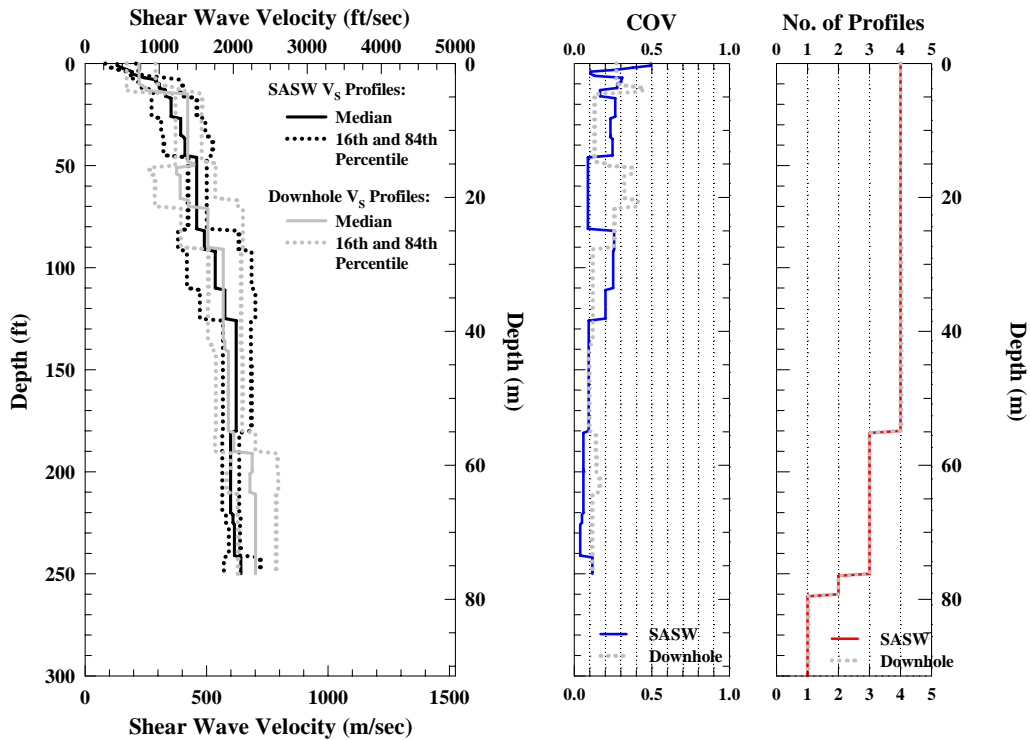 Shear Wave Velocity (ft/sec)
0 1000 2000 3000 4000 5000
0
50
100
150
200
250
300
Depth (ft)
0
20
40
60
80
Depth (m)
SASW VS Profiles:
Median
16th and 84th
Percentile
Downhole VS Profiles:
Median
16th and 84th
Percentile
0 500 1000 1500
Shear Wave Velocity (m/sec)
COV
0.0 0.5 1.0
SASW
Downhole
0.0 0.5 1.0
No. of Profiles
0 1 2 3 4 5
0
20
40
60
80
Depth (m)
SASW
Downhole
0 1 2 3 4 5